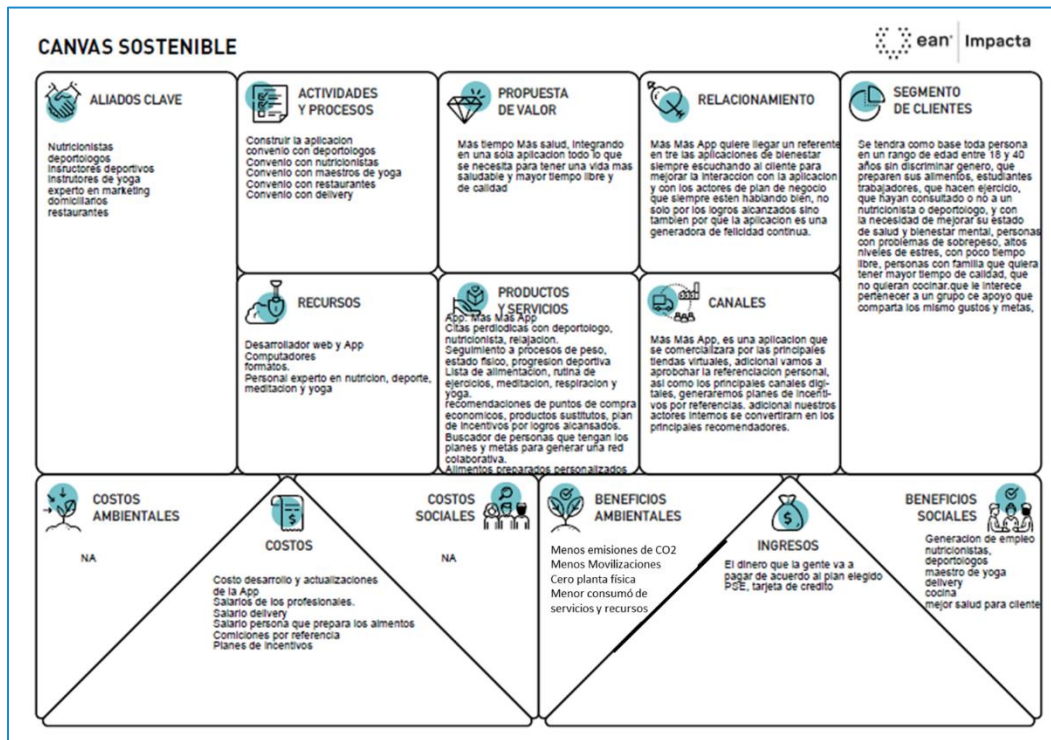 CANVAS SOSTENIBLE
ean® Impacta
ALIADOS CLAVE
Nutricionistas
deportologos
insructores deportivos
instrutores de yoga
experto en marketing
domiciliarios
restaurantes
ACTIVIDADES
Y PROCESOS
Construir la aplicacion
convenio con deportologos
Convenio con nutricionistas
Convenio con maestros de yoga
Convenio con restaurantes
Convenio con delivery
RECURSOS
Desarrollador web y App
Computadores
formatos.
Personal experto en nutricion, deporte,
meditacion y yoga
PROPUESTA
DE VALOR
Más tiempo Más salud, integrando
en una sola aplicacion todo lo que
se necesita para tener una vida mas
saludable y mayor tiempo libre y
de calidad
PRODUCTOS
Y SERVICIOS
App: Mas Mas App
Citas perdiodicas con deportologo,
nutricionista, relajacion.
Seguimiento a procesos de peso,
estado fisico, progresion deportiva
Lista de alimentacion, rutina de
ejercicios, meditacion, respiracion y
yoga.
recomendaciones de puntos de compra
economicos, productos sustitutos, plan
de incentivos por logros alcansados.
Buscador de personas que tengan los
planes y metas para generar una red
colaborativa.
Alimentos preparados personalizados
RELACIONAMIENTO
Más Más App quiere llegar un referente
en tre las aplicaciones de bienestar
siempre escuchando al cliente para
mejorar la interaccion con la aplicacion
y con los actores de plan de negocio
que siempre esten hablando bien, no
solo por los logros alcanzados sino
tambien por que la aplicacion es una
generadora de felicidad continua.
CANALES
Más Más App, es una aplicacion que
se comercializara por las principales
tiendas virtuales, adicional vamos a
aprobchar la referenciacion personal,
asi como los principales canales digi-
tales, generaremos planes de incenti-
vos por referencias. adicional nuestros
actores internos se convertirarn en los
principales recomendadores.
SEGMENTO
DE CLIENTES
Se tendra como base toda persona
en un rango de edad entre 18 y 40
años sin discriminar genero, que
preparen sus alimentos, estudiantes
trabajadores, que hacen ejercicio,
que hayan consultado o no a un
nutricionista o deportologo, y con
la necesidad de mejorar su estado
de salud y bienestar mental, personas
con problemas de sobrepeso, altos
niveles de estres, con poco tiempo
libre, personas con familia que quiera
tener mayor tiempo de calidad, que
no quieran cocinar.que le interece
pertenecer a un grupo ce apoyo que
comparta los mismo gustos y metas,
COSTOS
AMBIENTALES
NA
COSTOS
Costo desarrollo y actualizaciones
de la App
Salarios de los profesionales.
Salario delivery
Salario persona que prepara los alimentos
Comiciones por referencia
Planes de incentivos
COSTOS
SOCIALES
NA
BENEFICIOS
AMBIENTALES
Menos emisiones de CO2
Menos Movilizaciones
Cero planta física
Menor consumó de
servicios y recursos
INGRESOS
El dinero que la gente va a
pagar de acuerdo al plan elegido
PSE, tarjeta de credito
BENEFICIOS
SOCIALES
Generacion de empleo
nutricionistas,
deportologos
maestro de yoga
delivery
cocina
mejor salud para cliente